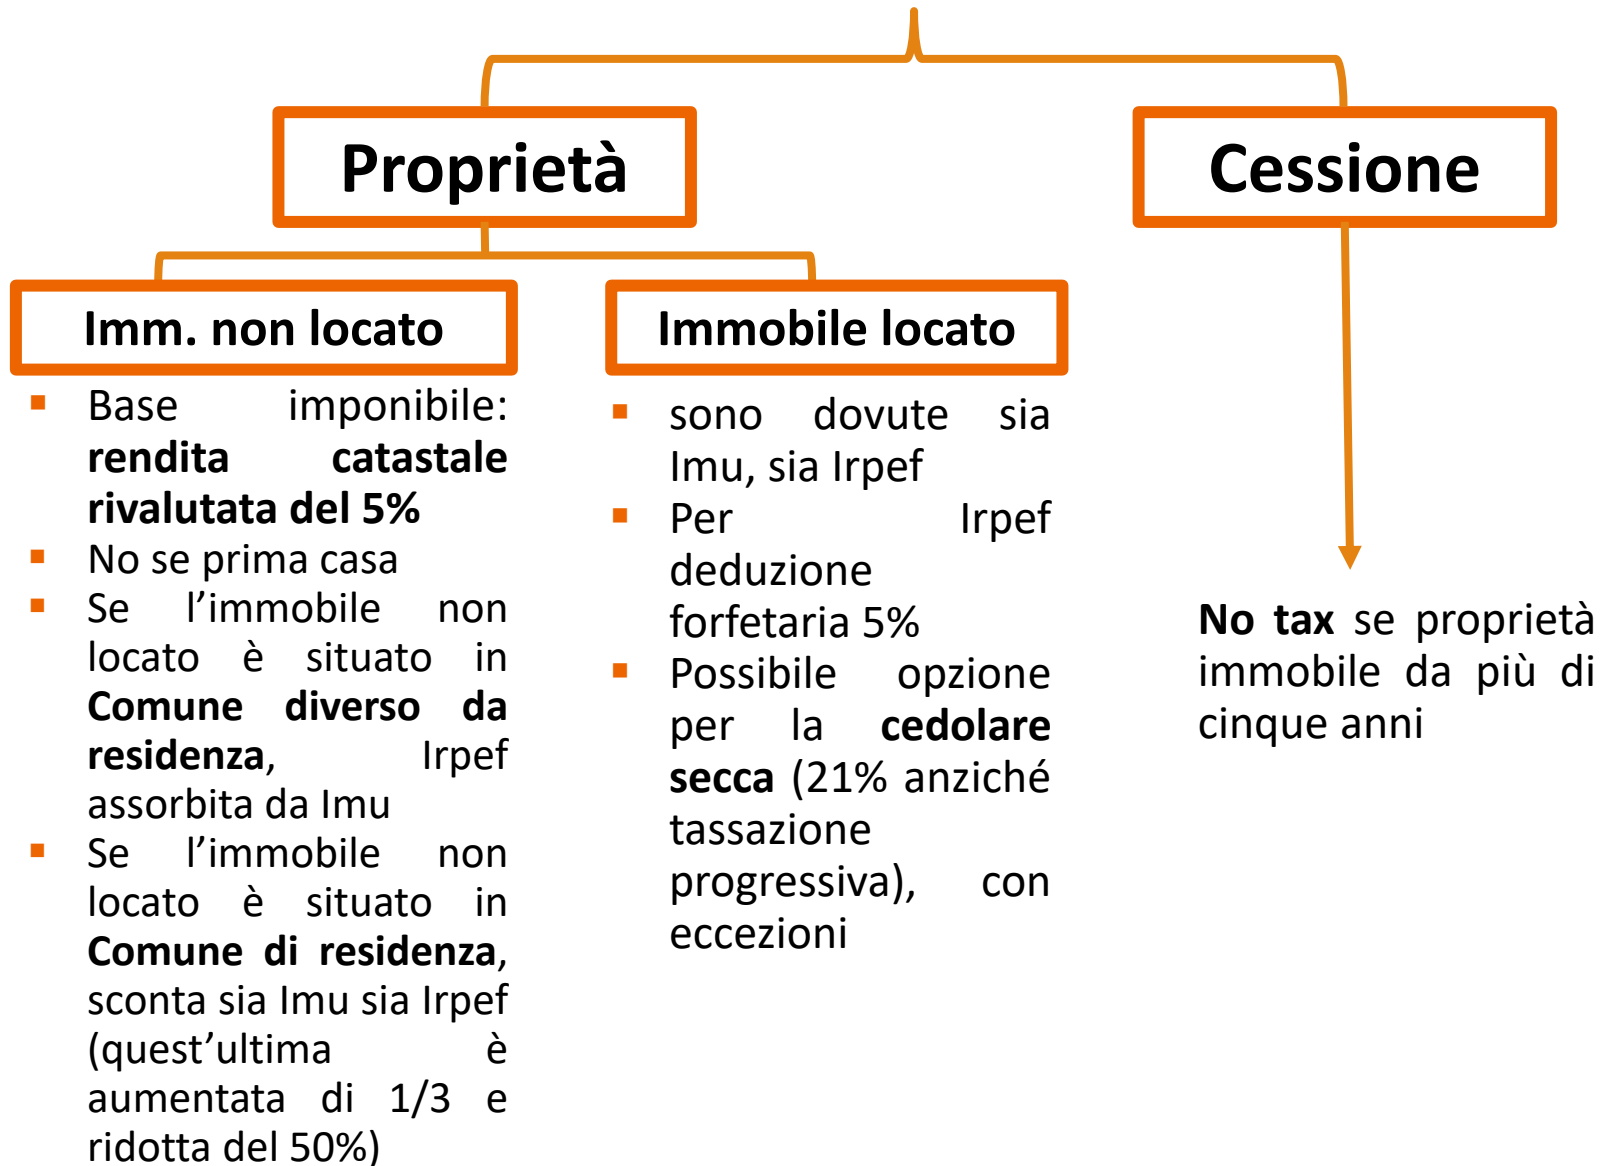 Proprietà
Cessione
Imm. non locato
Immobile locato
▪ Base imponibile:
rendita catastale
rivalutata del 5%
▪ No se prima casa
▪ Se l’immobile non
locato è situato in
Comune diverso da
residenza, Irpef
assorbita da Imu
▪ Se l’immobile non
locato è situato in
Comune di residenza,
sconta sia Imu sia Irpef
(quest’ultima è
aumentata di 1/3 e
ridotta del 50%)
▪ sono dovute sia
Imu, sia Irpef
▪ Per Irpef
deduzione
forfetaria 5%
▪ Possibile opzione
per la cedolare
secca (21% anziché
tassazione
progressiva), con
eccezioni
No tax se proprietà
immobile da più di
cinque anni